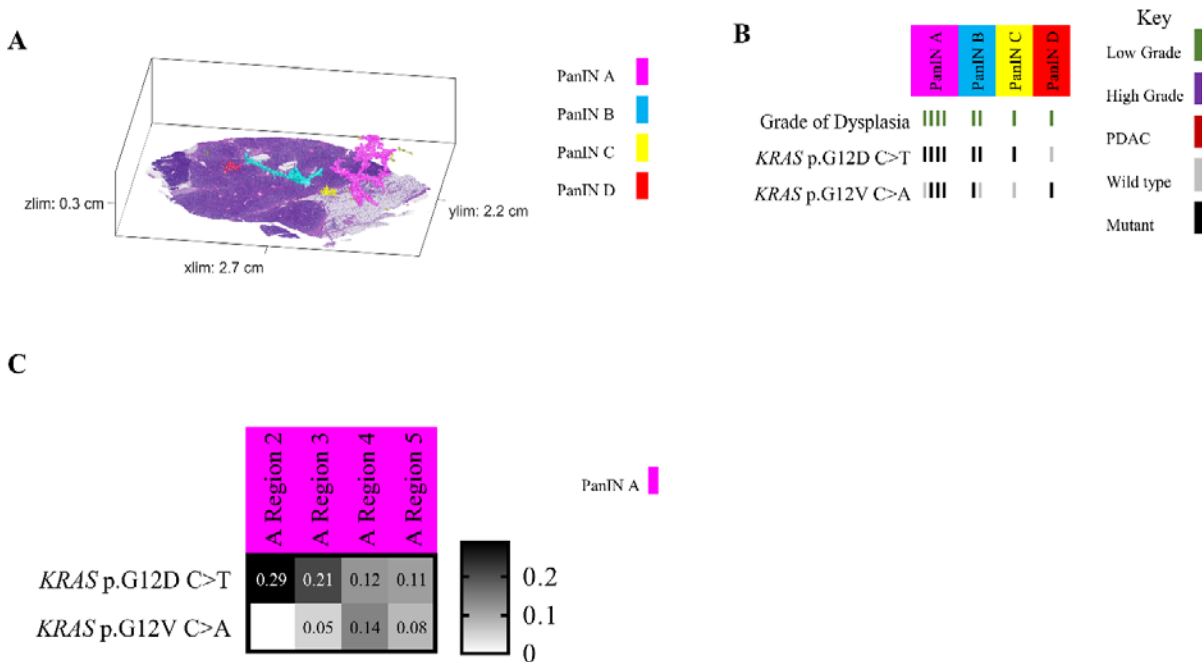 A
PanIN A
PanIN B
PanIN C
PanIN D
zlim: 0.3 cm
ylim: 2.2 cm
xlim: 2.7 cm
B
PanIN A
PanIN B
PanIN C
PanIN D
Grade of Dysplasia
KRAS p.G12D C>T
KRAS p.G12V C>A
Key
Low Grade
High Grade
PDAC
Wild type
Mutant
C
A Region 2
A Region 3
A Region 4
A Region 5
KRAS p.G12D C>T 0.29 0.21 0.12 0.11
KRAS p.G12V C>A 0.05 0.14 0.08
0.2
0.1
0
PanIN A